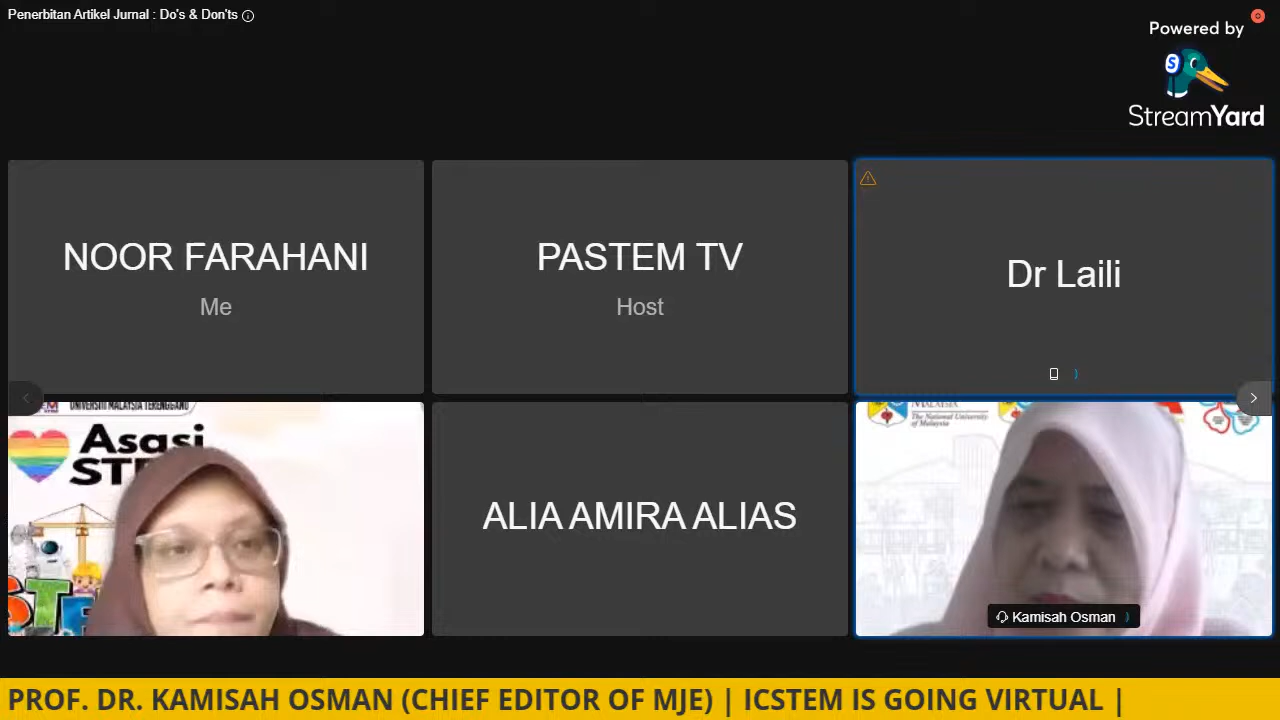 Penerbitan Artikel Jurnal : Do's & Don'ts
Powered by
S
StreamYard
NOOR FARAHANI
Me
PASTEM TV
Host
Dr Laili
UNIVERSITI MALAYSIA TERENGGANU
Asasi
ALIA AMIRA ALIAS
MALAYSIA
The National University
of Malaysia
Kamisah Osman
PROF. DR. KAMISAH OSMAN (CHIEF EDITOR OF MJE) | ICSTEM IS GOING VIRTUAL |